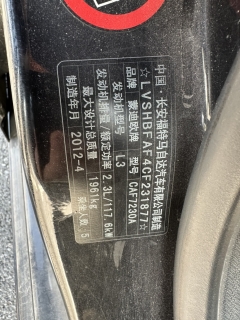 中国·长安福特马自达汽车有限公司制造
☆LVSHBFAF4CF231877☆
品牌 蒙迪欧牌 型号 CAF7230A
发动机型号 L3
发动机排量 额定功率 2.3L/117.6kW
最大设计总质量 1961kg
制造年月 2012-4 乘坐人数 5